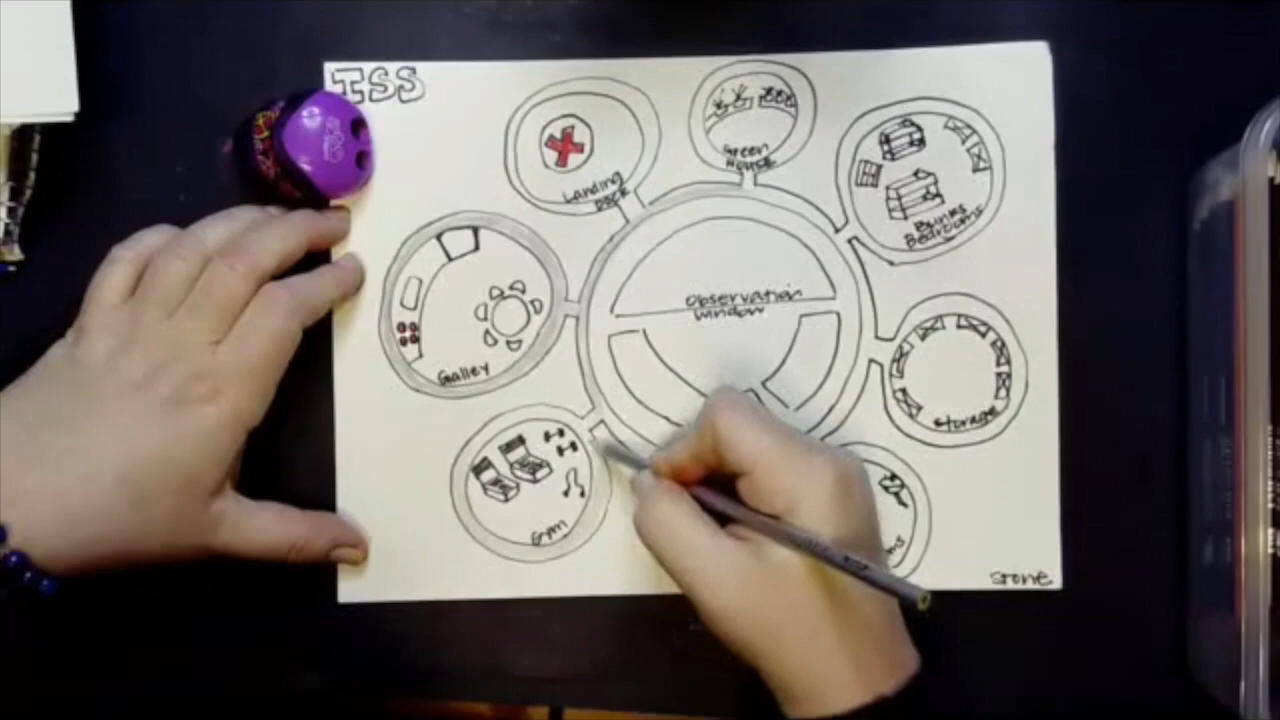 ISS
Landing
Dock
Green
House
Bunks
Bedrooms
Observation
Window
Galley
Storage
Gym
Stone